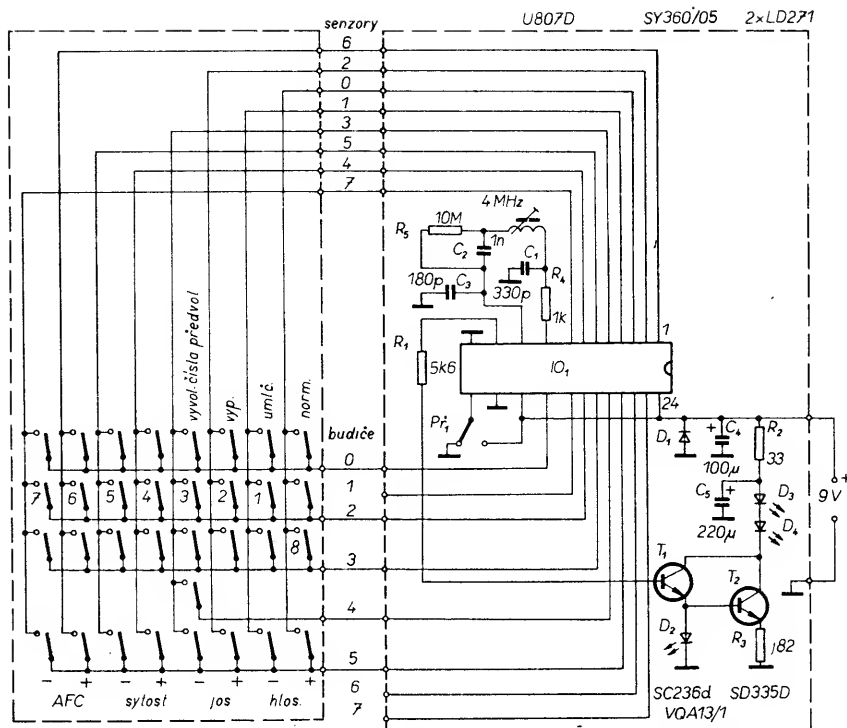 senzory
U807D SY360/05 2xLD271
6
2
0
1
3
5
4
7
4 MHz
10M
R5
1n
C2
C1
180p
C3
330p
R4
1k
R1
5k6
IO1
1
24
Př1
vyvol. čísla předvol
vyp.
umlč.
norm.
budiče
0
7 6 5 4 3 2 1
1
2
8
3
4
5
6
7
D1
+ C4
100µ
R2
33
C5 +
220µ
D3
D4
+
9V
T1
T2
D2
R3
j82
- + - + - + - +
AFC sytost jas hlas.
SC236d SD335D
VQA13/1